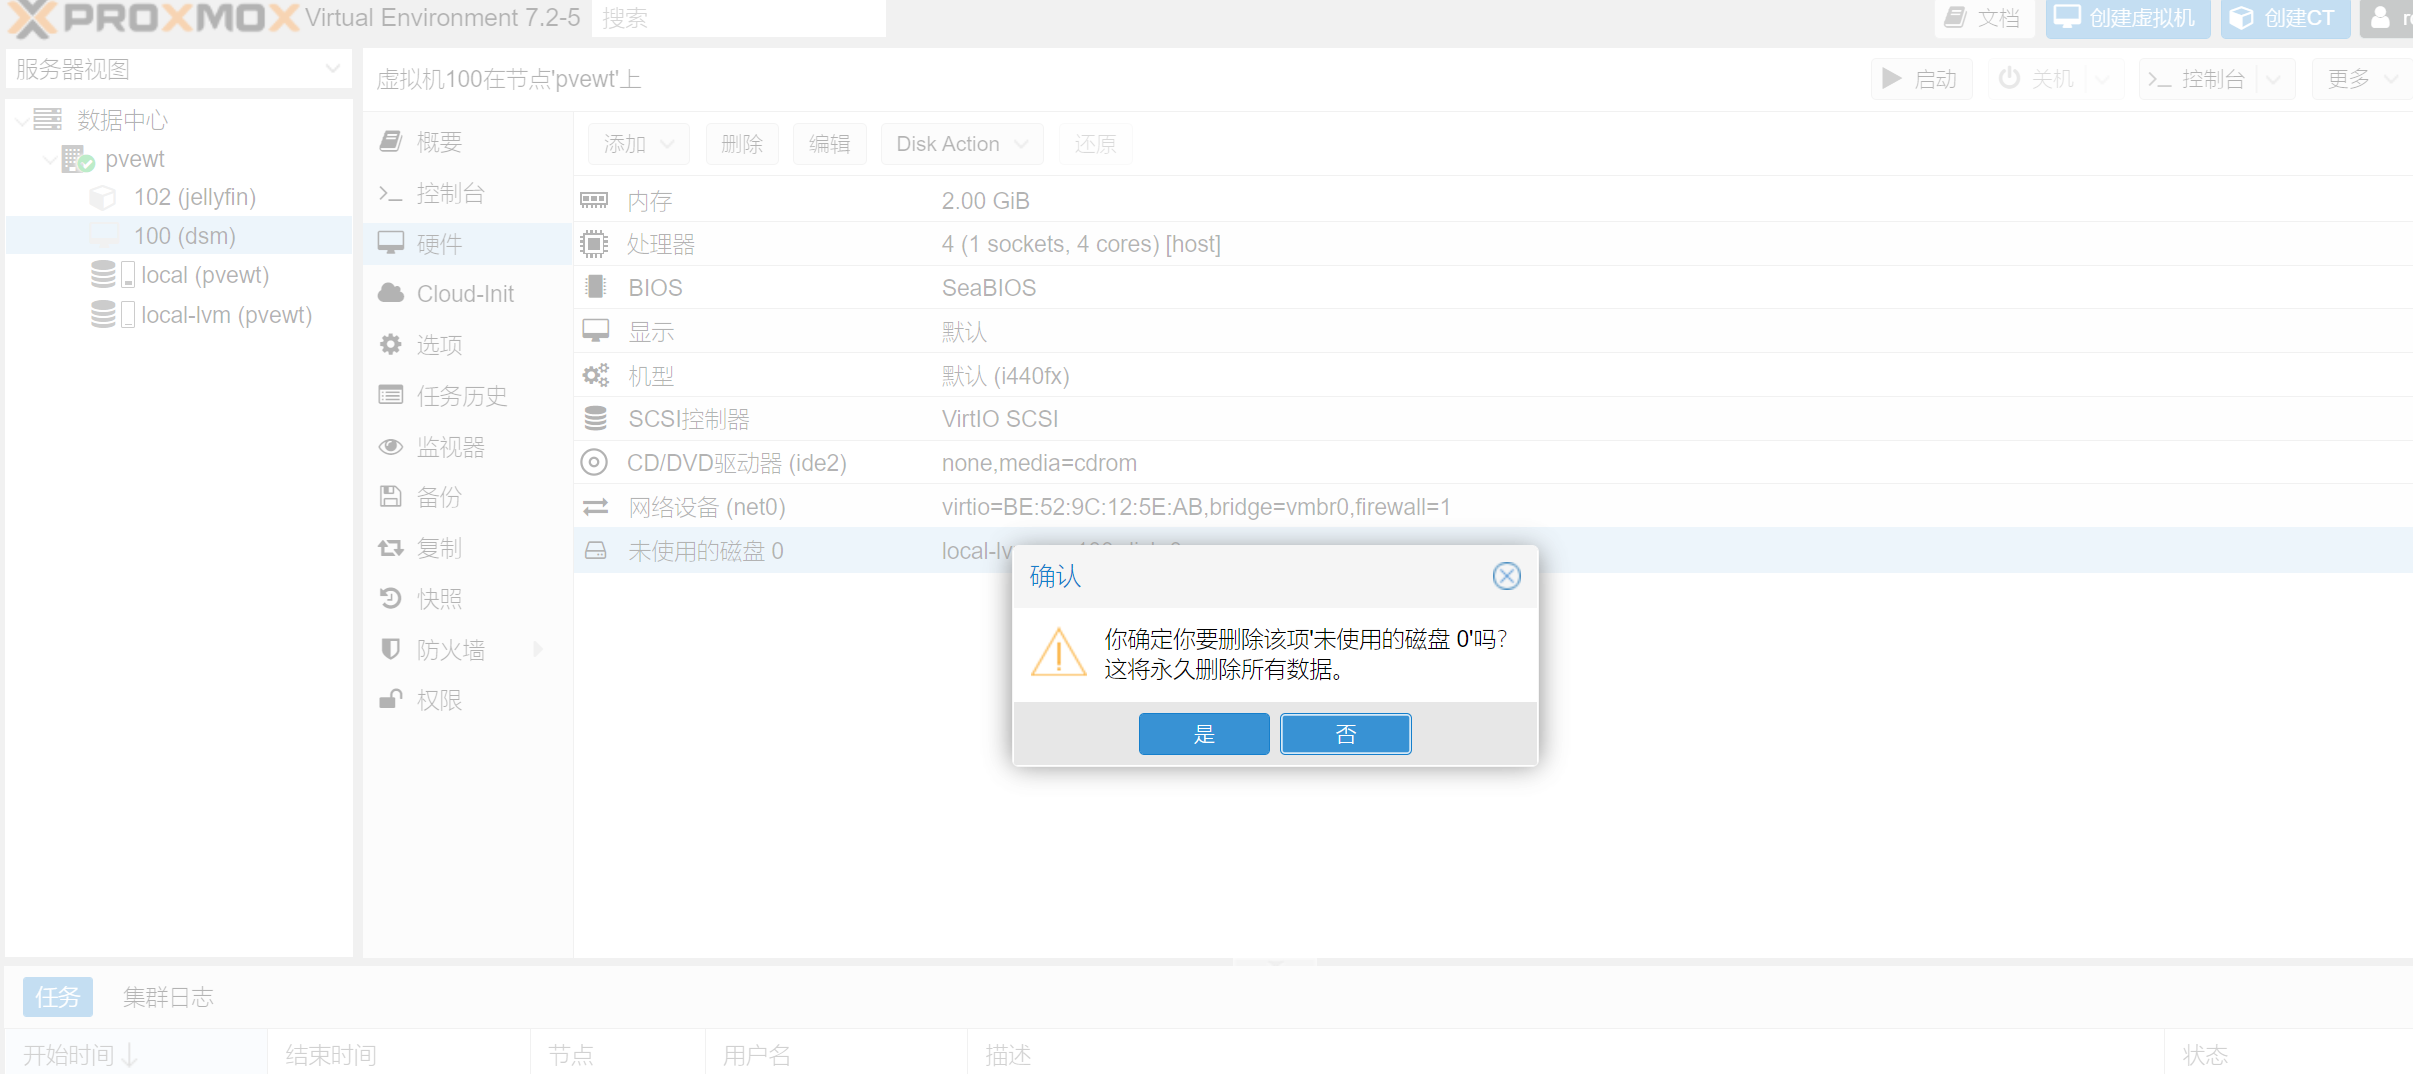 PROXMOX Virtual Environment 7.2-5 搜索 文档 创建虚拟机 创建CT
服务器视图
数据中心
pvewt
102 (jellyfin)
100 (dsm)
local (pvewt)
local-lvm (pvewt)
虚拟机100在节点'pvewt'上 启动 关机 控制台 更多
概要
控制台
硬件
Cloud-Init
选项
任务历史
监视器
备份
复制
快照
防火墙
权限
添加 删除 编辑 Disk Action 还原
内存 2.00 GiB
处理器 4 (1 sockets, 4 cores) [host]
BIOS SeaBIOS
显示 默认
机型 默认 (i440fx)
SCSI控制器 VirtIO SCSI
CD/DVD驱动器 (ide2) none,media=cdrom
网络设备 (net0) virtio=BE:52:9C:12:5E:AB,bridge=vmbr0,firewall=1
未使用的磁盘 0
确认
你确定你要删除该项'未使用的磁盘 0'吗?
这将永久删除所有数据。
是 否
任务 集群日志
开始时间 结束时间 节点 用户名 描述 状态